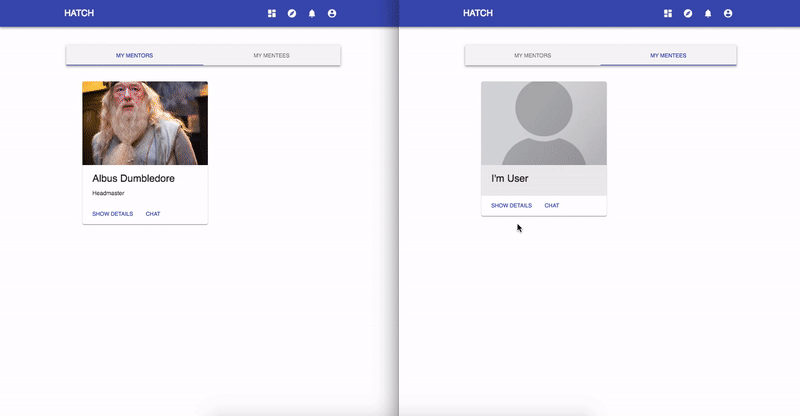 HATCH
MY MENTORS MY MENTEES
Albus Dumbledore
Headmaster
SHOW DETAILS CHAT
HATCH
MY MENTORS MY MENTEES
I'm User
SHOW DETAILS CHAT